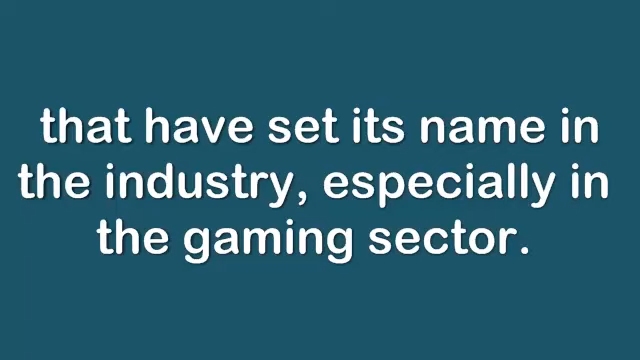 that have set its name in
the industry, especially in
the gaming sector.